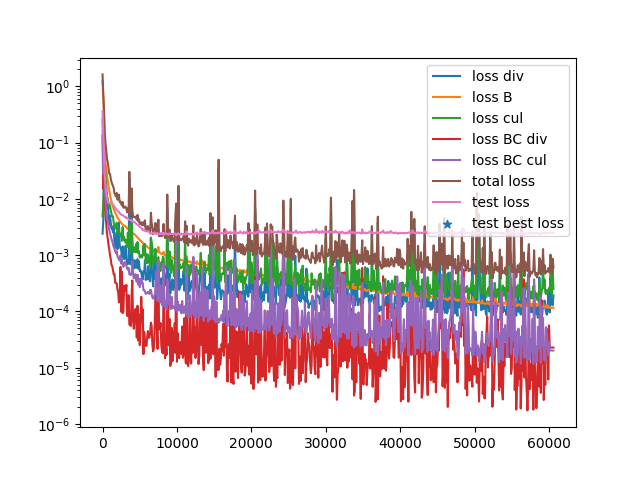 10⁰
10⁻¹
10⁻²
10⁻³
10⁻⁴
10⁻⁵
10⁻⁶
0 10000 20000 30000 40000 50000 60000
loss div
loss B
loss cul
loss BC div
loss BC cul
total loss
test loss
test best loss